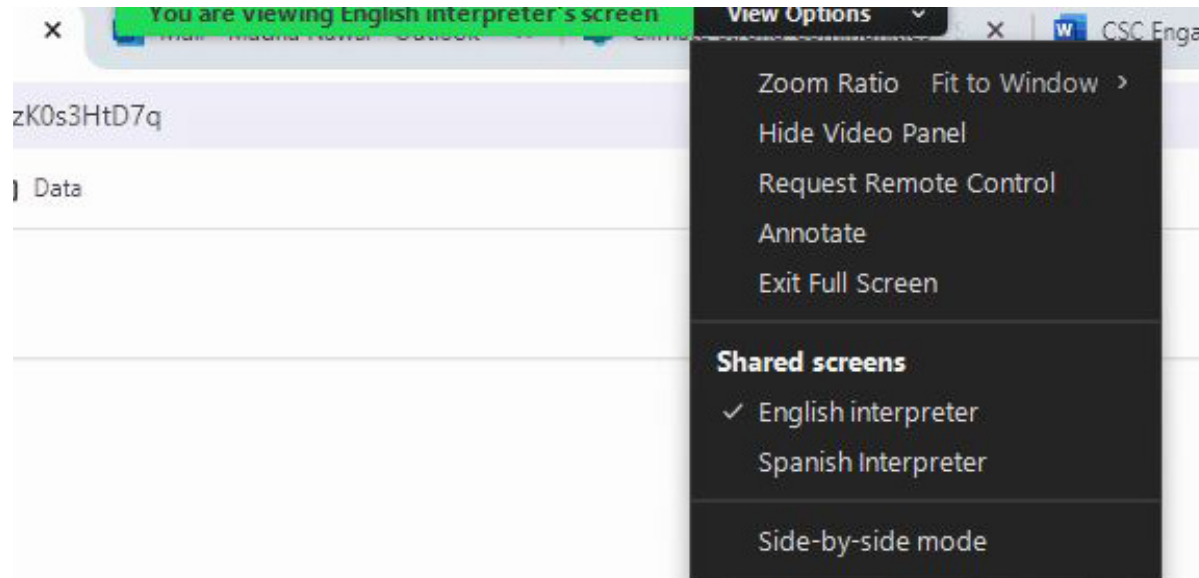 You are viewing English interpreter's screen View Options
CSC Enga
zK0s3HtD7q
Data
Zoom Ratio Fit to Window >
Hide Video Panel
Request Remote Control
Annotate
Exit Full Screen
Shared screens
✓ English interpreter
Spanish Interpreter
Side-by-side mode